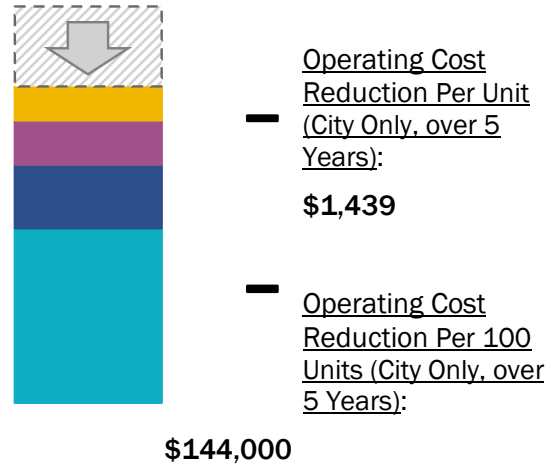 Operating Cost
Reduction Per Unit
(City Only, over 5
Years):
$1,439
Operating Cost
Reduction Per 100
Units (City Only, over
5 Years):
$144,000